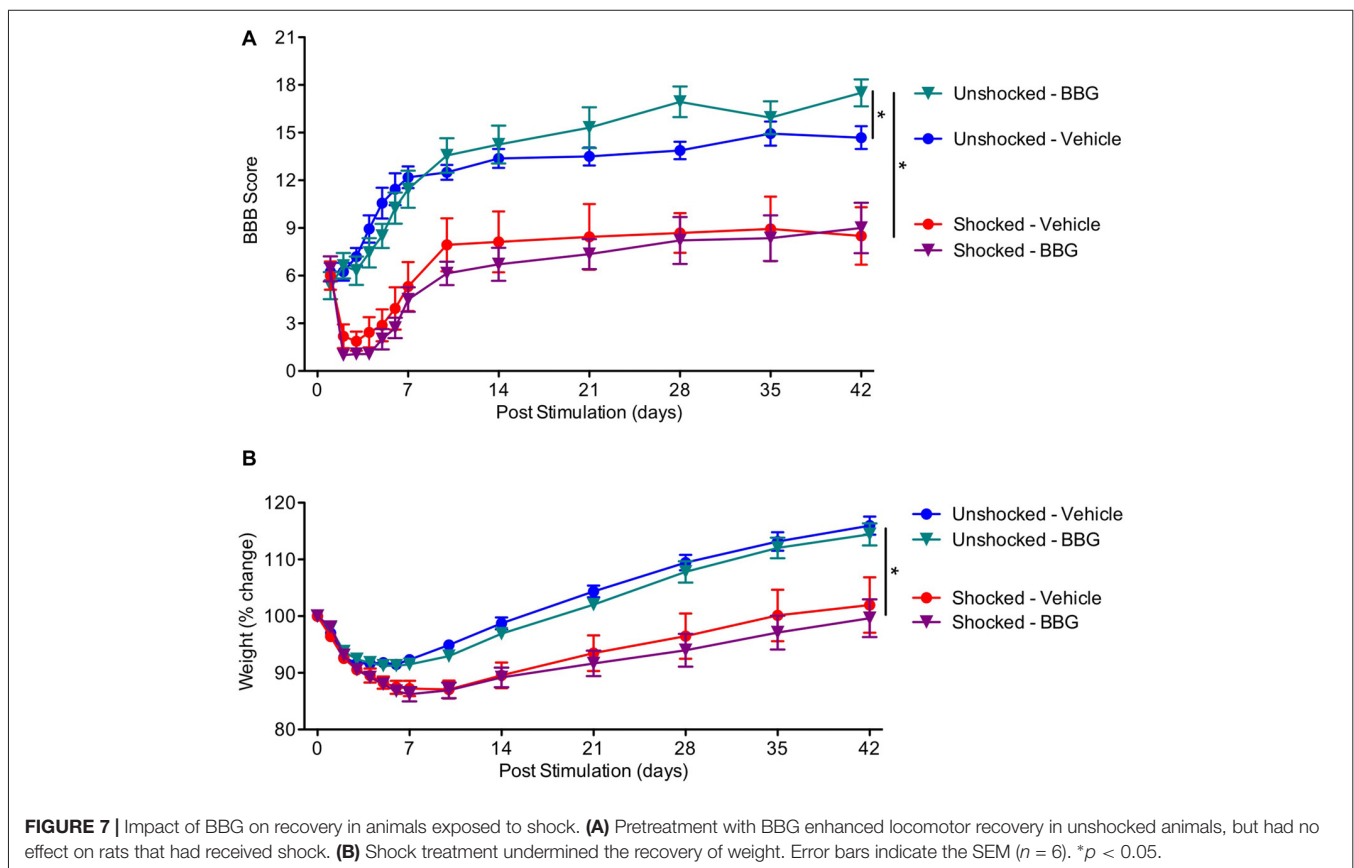 A
21
18
15
12
9
6
3
0
BBB Score
0 7 14 21 28 35 42
Post Stimulation (days)
Unshocked - BBG
Unshocked - Vehicle
Shocked - Vehicle
Shocked - BBG
*
*
B
120
110
100
90
80
Weight (% change)
0 7 14 21 28 35 42
Post Stimulation (days)
Unshocked - Vehicle
Unshocked - BBG
Shocked - Vehicle
Shocked - BBG
*
FIGURE 7 | Impact of BBG on recovery in animals exposed to shock. (A) Pretreatment with BBG enhanced locomotor recovery in unshocked animals, but had no
effect on rats that had received shock. (B) Shock treatment undermined the recovery of weight. Error bars indicate the SEM (n = 6). *p < 0.05.